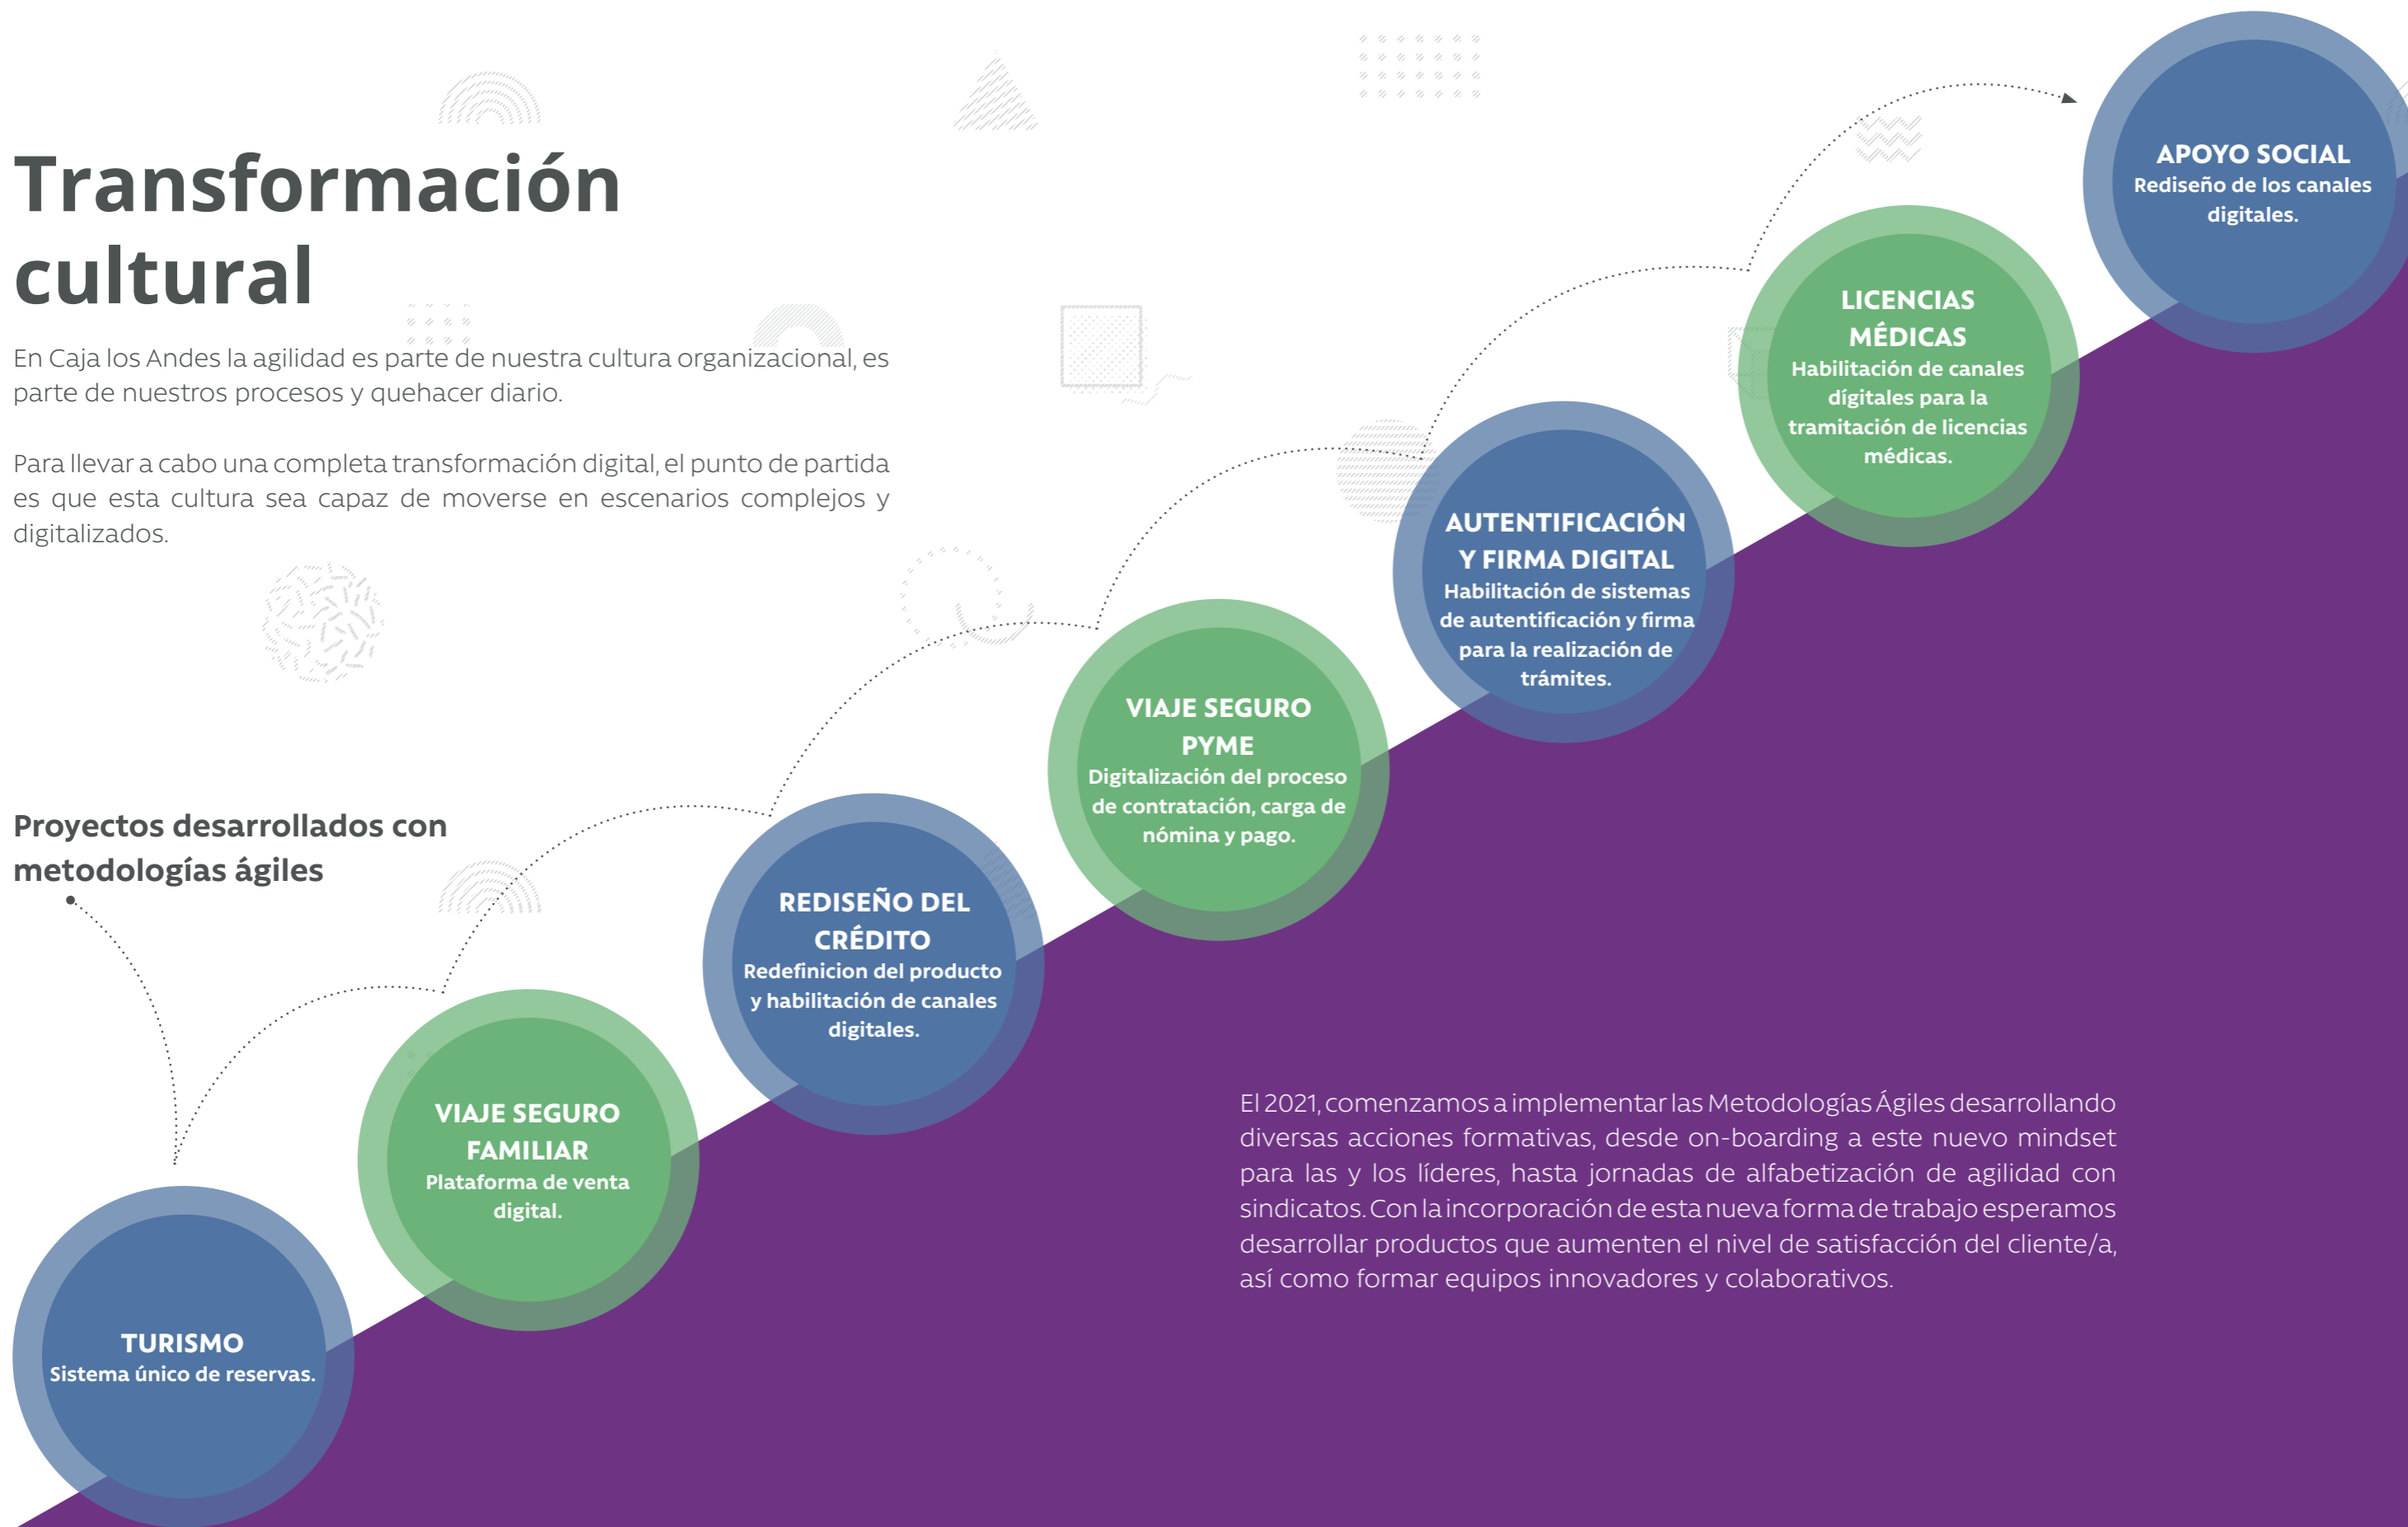 Transformación
cultural
En Caja los Andes la agilidad es parte de nuestra cultura organizacional, es
parte de nuestros procesos y quehacer diario.
Para llevar a cabo una completa transformación digital, el punto de partida
es que esta cultura sea capaz de moverse en escenarios complejos y
digitalizados.
Proyectos desarrollados con
metodologías ágiles
TURISMO
Sistema único de reservas.
VIAJE SEGURO
FAMILIAR
Plataforma de venta
digital.
REDISEÑO DEL
CRÉDITO
Redefinicion del producto
y habilitación de canales
digitales.
VIAJE SEGURO
PYME
Digitalización del proceso
de contratación, carga de
nómina y pago.
AUTENTIFICACIÓN
Y FIRMA DIGITAL
Habilitación de sistemas
de autentificación y firma
para la realización de
trámites.
LICENCIAS
MÉDICAS
Habilitación de canales
dígitales para la
tramitación de licencias
médicas.
APOYO SOCIAL
Rediseño de los canales
digitales.
El 2021, comenzamos a implementar las Metodologías Ágiles desarrollando
diversas acciones formativas, desde on-boarding a este nuevo mindset
para las y los líderes, hasta jornadas de alfabetización de agilidad con
sindicatos. Con la incorporación de esta nueva forma de trabajo esperamos
desarrollar productos que aumenten el nivel de satisfacción del cliente/a,
así como formar equipos innovadores y colaborativos.